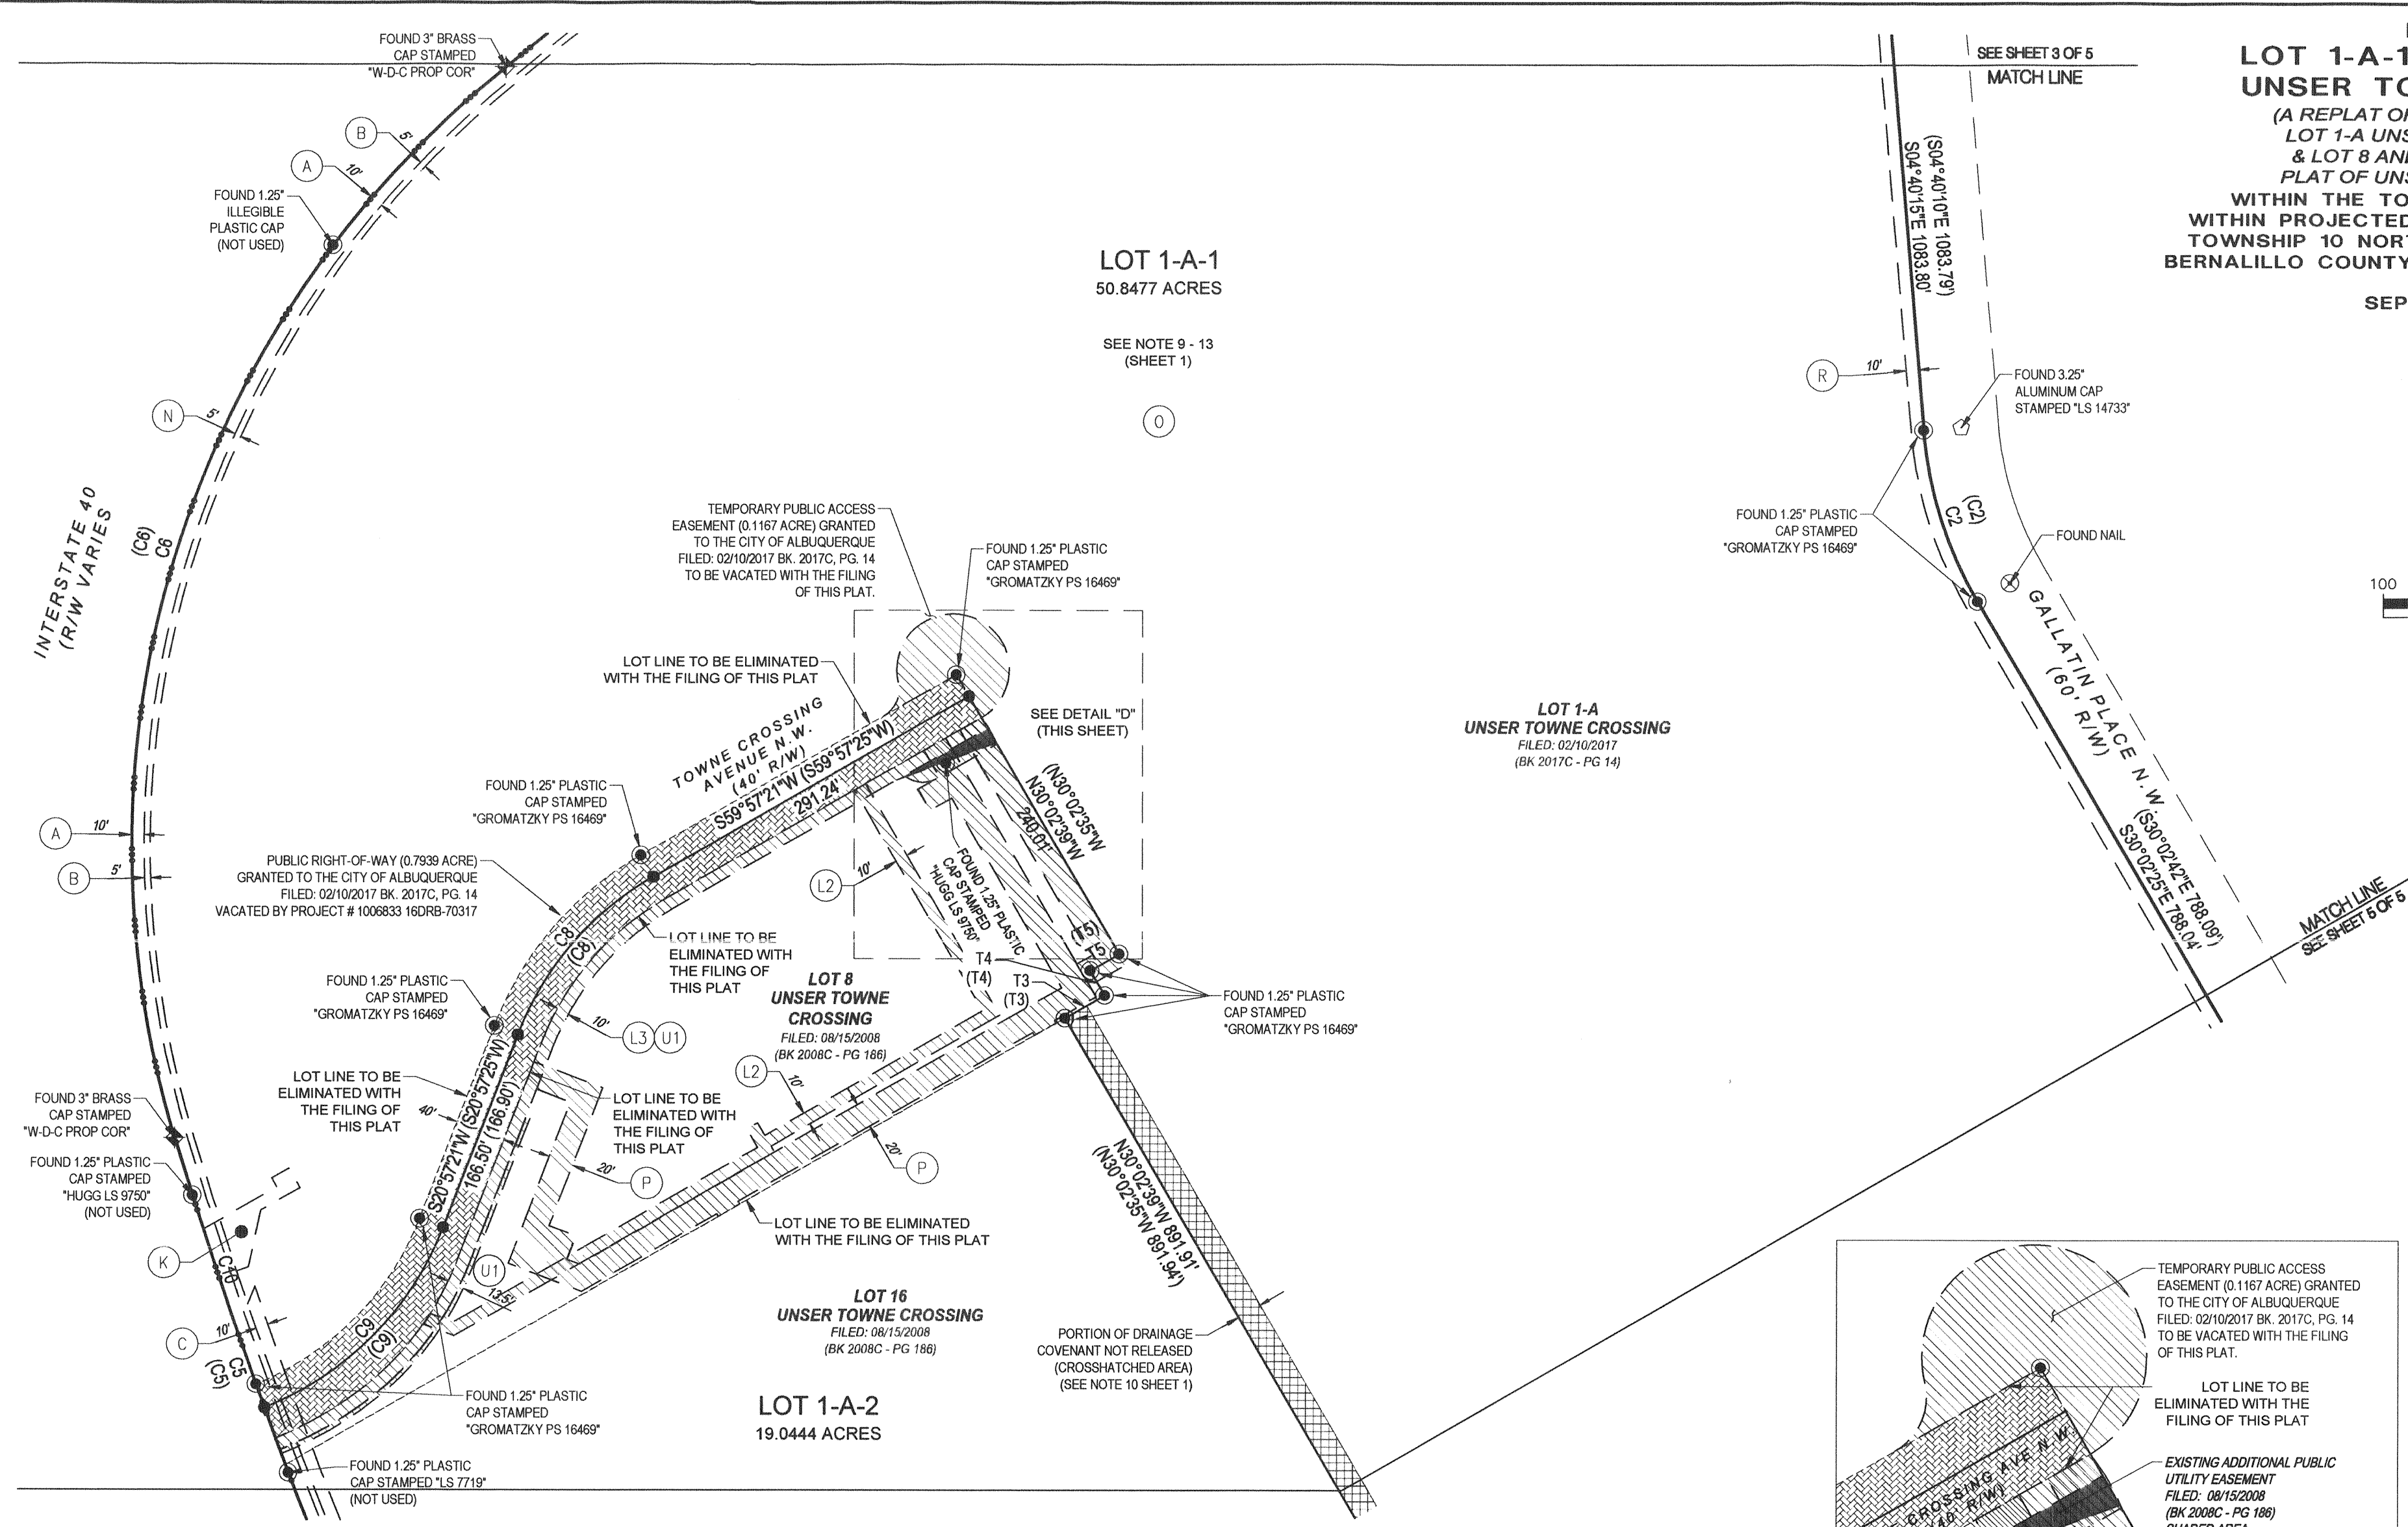 FOUND 3" BRASS
CAP STAMPED
"W-D-C PROP COR"
SEE SHEET 3 OF 5
MATCH LINE
LOT 1-A-1
UNSER TO
(A REPLAT OF
LOT 1-A UNS
& LOT 8 AN
PLAT OF UNS
WITHIN THE TO
WITHIN PROJECTED
TOWNSHIP 10 NORT
BERNALILLO COUNTY,
SEP
B
5'
A
10'
FOUND 1.25"
ILLEGIBLE
PLASTIC CAP
(NOT USED)
LOT 1-A-1
50.8477 ACRES
SEE NOTE 9 - 13
(SHEET 1)
O
(S04°40'10"E 1083.79')
S04°40'15"E 1083.80'
R
10'
FOUND 3.25"
ALUMINUM CAP
STAMPED "LS 14733"
N
5'
INTERSTATE 40
(R/W VARIES
(C6)
C6
FOUND 1.25" PLASTIC
CAP STAMPED
"GROMATZKY PS 16469"
(C2)
C2
FOUND NAIL
100
GALLATIN PLACE N.W.
(60' R/W)
(S30°02'42"E 788.09')
S30°02'25"E 788.04'
MATCH LINE
SEE SHEET 5 OF 5
TEMPORARY PUBLIC ACCESS
EASEMENT (0.1167 ACRE) GRANTED
TO THE CITY OF ALBUQUERQUE
FILED: 02/10/2017 BK. 2017C, PG. 14
TO BE VACATED WITH THE FILING
OF THIS PLAT.
FOUND 1.25" PLASTIC
CAP STAMPED
"GROMATZKY PS 16469"
LOT LINE TO BE ELIMINATED
WITH THE FILING OF THIS PLAT
SEE DETAIL "D"
(THIS SHEET)
LOT 1-A
UNSER TOWNE CROSSING
FILED: 02/10/2017
(BK 2017C - PG 14)
TOWNE CROSSING
AVENUE N.W.
(40' R/W)
S59°57'21"W (S59°57'25"W)
291.24'
(N30°02'35"W
N30°02'39"W
240.01'
FOUND 1.25" PLASTIC
CAP STAMPED
"GROMATZKY PS 16469"
A
10'
B
5'
PUBLIC RIGHT-OF-WAY (0.7939 ACRE)
GRANTED TO THE CITY OF ALBUQUERQUE
FILED: 02/10/2017 BK. 2017C, PG. 14
VACATED BY PROJECT # 1006833 16DRB-70317
L2
10'
FOUND 1.25" PLASTIC
CAP STAMPED
"HUGG LS 9750"
C8
(C8)
LOT LINE TO BE
ELIMINATED WITH
THE FILING OF
THIS PLAT
(T5)
T5
T4
(T4)
T3
(T3)
FOUND 1.25" PLASTIC
CAP STAMPED
"GROMATZKY PS 16469"
LOT 8
UNSER TOWNE
CROSSING
FILED: 08/15/2008
(BK 2008C - PG 186)
FOUND 1.25" PLASTIC
CAP STAMPED
"GROMATZKY PS 16469"
10'
L3
U1
L2
10'
LOT LINE TO BE
ELIMINATED WITH
THE FILING OF
THIS PLAT
40'
S20°57'21"W (S20°57'25"W)
166.50' (166.90')
LOT LINE TO BE
ELIMINATED WITH
THE FILING OF
THIS PLAT
FOUND 3" BRASS
CAP STAMPED
"W-D-C PROP COR"
FOUND 1.25" PLASTIC
CAP STAMPED
"HUGG LS 9750"
(NOT USED)
20'
P
20'
P
LOT LINE TO BE ELIMINATED
WITH THE FILING OF THIS PLAT
N30°02'39"W 891.91'
(N30°02'35"W 891.94')
K
C10
U1
13.5'
C
10'
C5
(C5)
C9
(C9)
LOT 16
UNSER TOWNE CROSSING
FILED: 08/15/2008
(BK 2008C - PG 186)
PORTION OF DRAINAGE
COVENANT NOT RELEASED
(CROSSHATCHED AREA)
(SEE NOTE 10 SHEET 1)
FOUND 1.25" PLASTIC
CAP STAMPED
"GROMATZKY PS 16469"
LOT 1-A-2
19.0444 ACRES
FOUND 1.25" PLASTIC
CAP STAMPED "LS 7719"
(NOT USED)
TEMPORARY PUBLIC ACCESS
EASEMENT (0.1167 ACRE) GRANTED
TO THE CITY OF ALBUQUERQUE
FILED: 02/10/2017 BK. 2017C, PG. 14
TO BE VACATED WITH THE FILING
OF THIS PLAT.
LOT LINE TO BE
ELIMINATED WITH THE
FILING OF THIS PLAT
CROSSING AVE N.W.
(40' R/W)
EXISTING ADDITIONAL PUBLIC
UTILITY EASEMENT
FILED: 08/15/2008
(BK 2008C - PG 186)